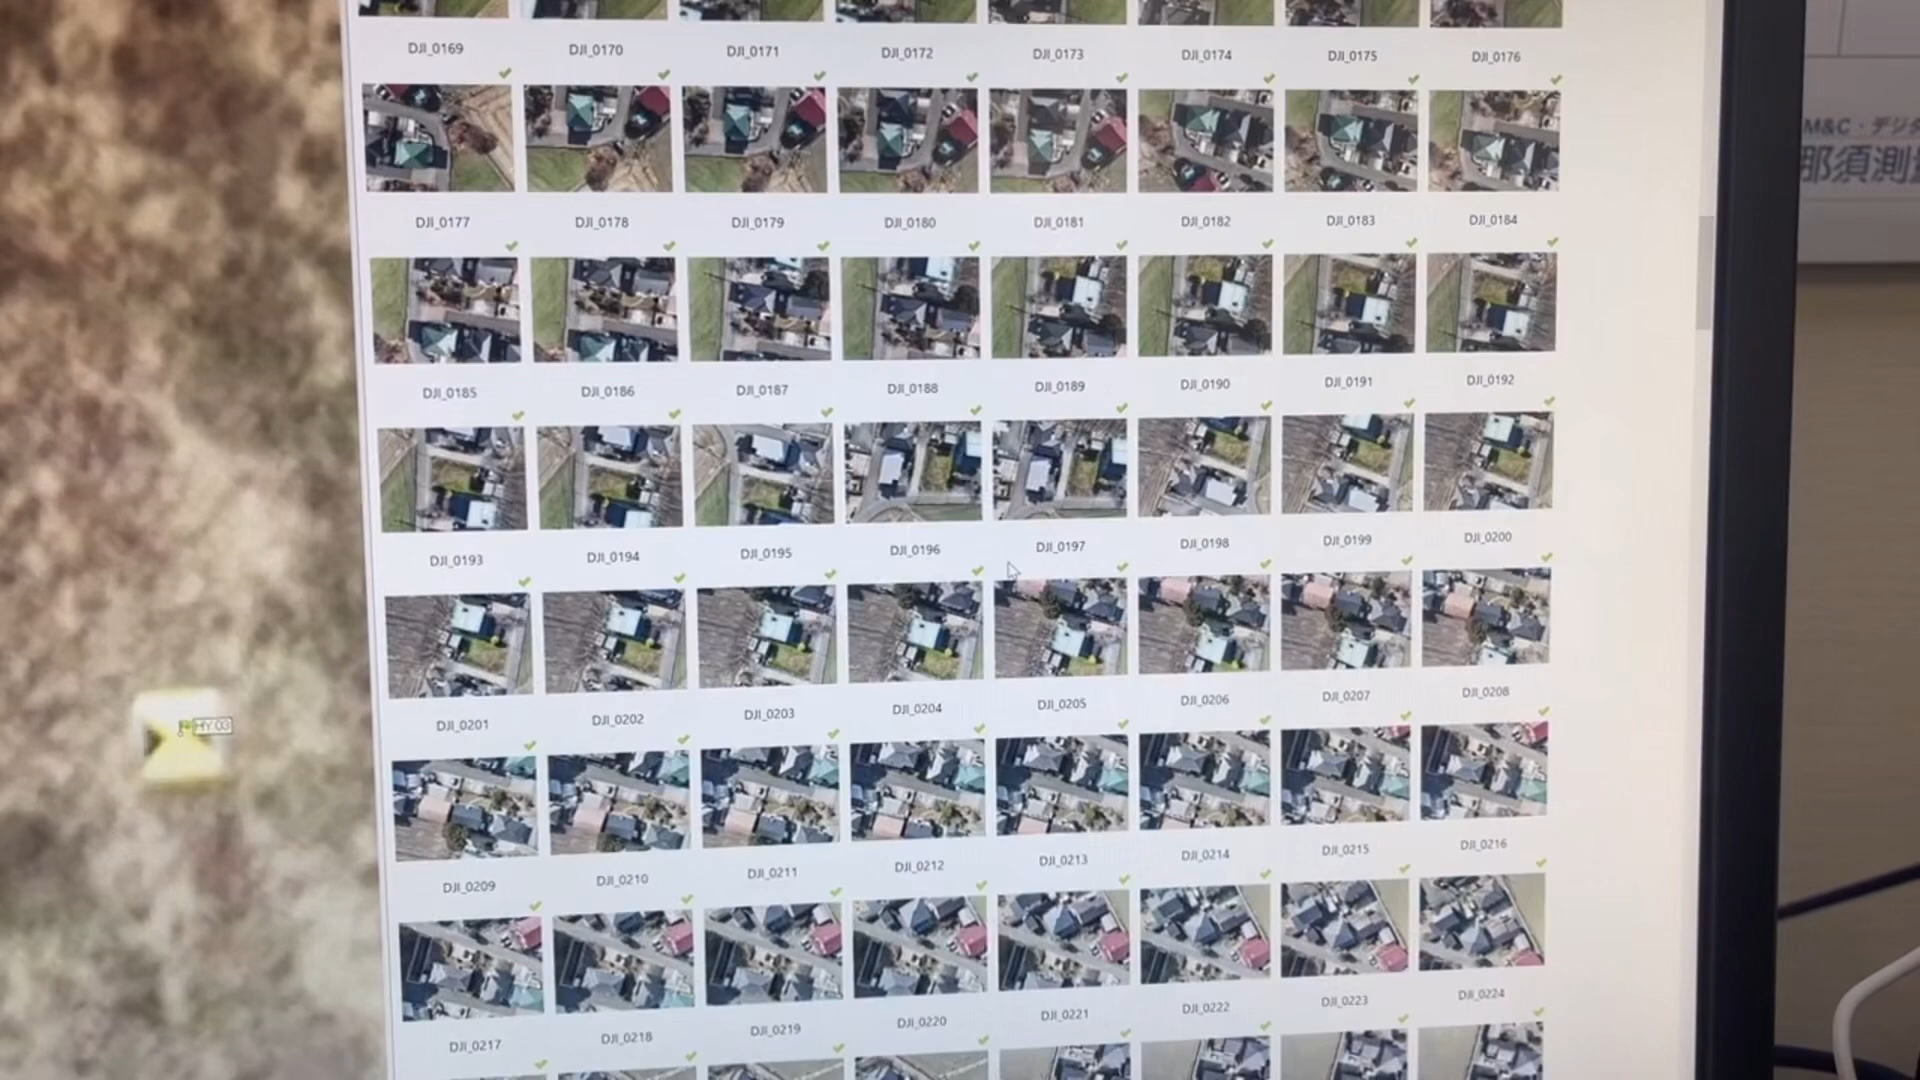 DJI_0169 DJI_0170 DJI_0171 DJI_0172 DJI_0173 DJI_0174 DJI_0175 DJI_0176
DJI_0177 DJI_0178 DJI_0179 DJI_0180 DJI_0181 DJI_0182 DJI_0183 DJI_0184
DJI_0185 DJI_0186 DJI_0187 DJI_0188 DJI_0189 DJI_0190 DJI_0191 DJI_0192
DJI_0193 DJI_0194 DJI_0195 DJI_0196 DJI_0197 DJI_0198 DJI_0199 DJI_0200
DJI_0201 DJI_0202 DJI_0203 DJI_0204 DJI_0205 DJI_0206 DJI_0207 DJI_0208
DJI_0209 DJI_0210 DJI_0211 DJI_0212 DJI_0213 DJI_0214 DJI_0215 DJI_0216
DJI_0217 DJI_0218 DJI_0219 DJI_0220 DJI_0221 DJI_0222 DJI_0223 DJI_0224
HY.03
M&C・デジタ
那須測量